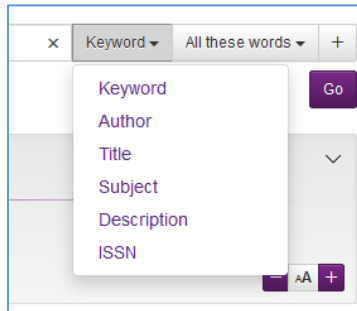 × Keyword ▾ All these words ▾ +
Keyword
Go
Author
Title
Subject
Description
ISSN
− AA +